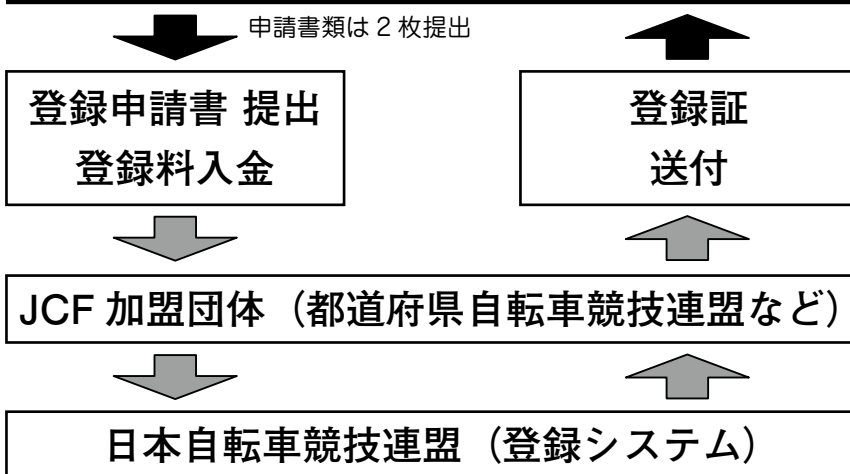 申請書類は 2 枚提出
登録申請書 提出
登録料入金
登録証
送付
JCF 加盟団体（都道府県自転車競技連盟など）
日本自転車競技連盟（登録システム）